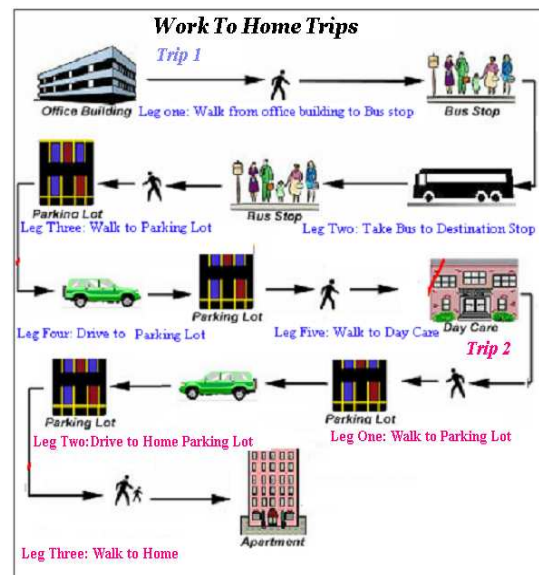 Work To Home Trips
Trip 1
Office Building
Leg one: Walk from office building to Bus stop
Bus Stop
Parking Lot
Bus Stop
Leg Three: Walk to Parking Lot
Leg Two: Take Bus to Destination Stop
Parking Lot
Day Care
Leg Four: Drive to Parking Lot
Leg Five: Walk to Day Care
Trip 2
Parking Lot
Parking Lot
Leg Two:Drive to Home Parking Lot
Leg One: Walk to Parking Lot
Apartment
Leg Three: Walk to Home